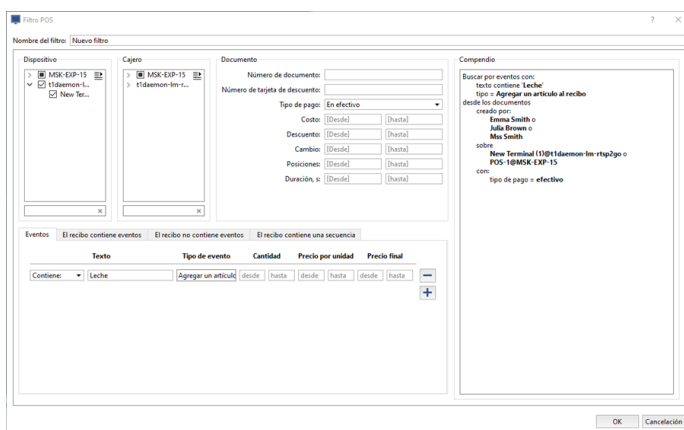 Filtro POS
Nombre del filtro: Nuevo filtro
Dispositivo
MSK-EXP-15
t1daemon-l...
New Ter...
Cajero
MSK-EXP-15
t1daemon-lm-r...
Documento
Número de documento:
Número de tarjeta de descuento:
Tipo de pago: En efectivo
Costo: [Desde] [hasta]
Descuento: [Desde] [hasta]
Cambio: [Desde] [hasta]
Posiciones: [Desde] [hasta]
Duración, s: [Desde] [hasta]
Compendio
Buscar por eventos con:
texto contiene 'Leche'
tipo = Agregar un artículo al recibo
desde los documentos
creado por:
Emma Smith o
Julia Brown o
Mss Smith
sobre
New Terminal (1)@t1daemon-lm-rtsp2go o
POS-1@MSK-EXP-15
con:
tipo de pago = efectivo
Eventos El recibo contiene eventos El recibo no contiene eventos El recibo contiene una secuencia
Texto Tipo de evento Cantidad Precio por unidad Precio final
Contiene: Leche Agregar un artículo desde hasta desde hasta desde hasta
OK Cancelación